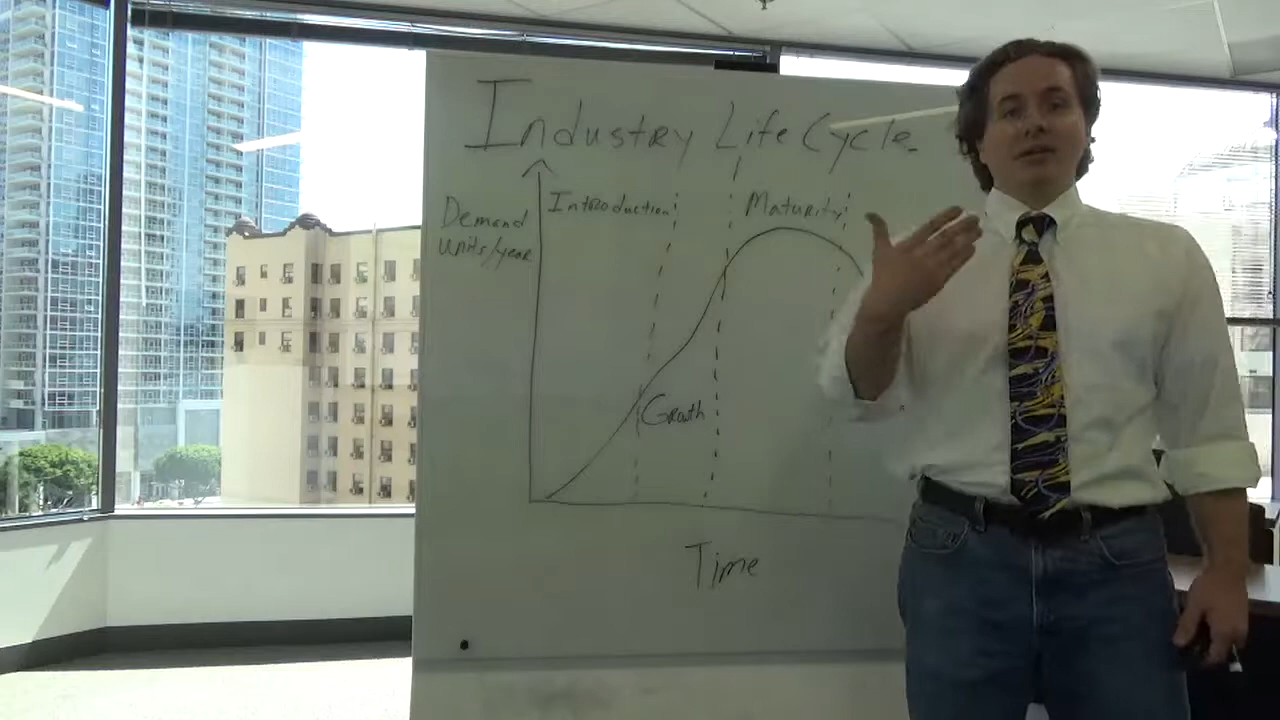 Industry Life Cycle.
Introduction
Maturity
Demand
units/year
Growth
Time